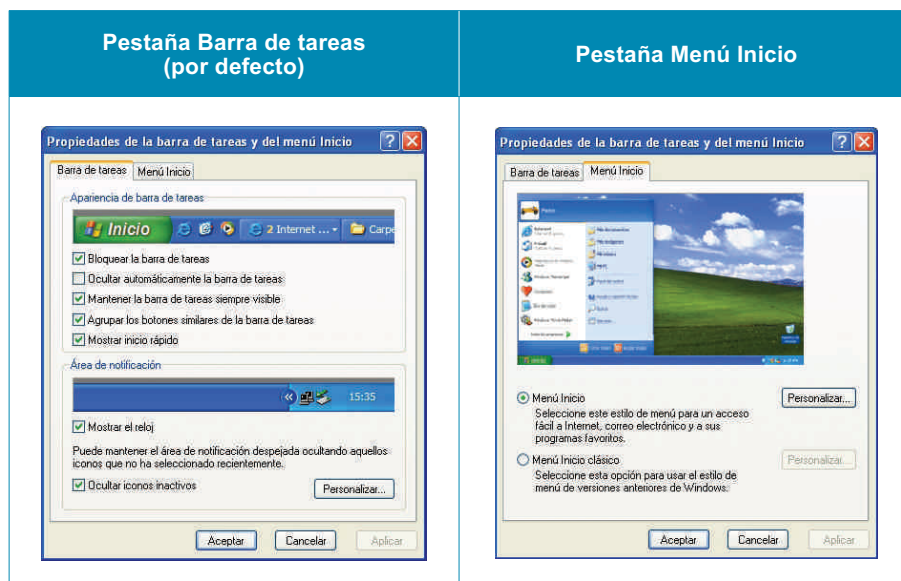 Pestaña Barra de tareas
(por defecto)
Pestaña Menú Inicio
Propiedades de la barra de tareas y del menú Inicio
Barra de tareas Menú Inicio
Apariencia de barra de tareas
Inicio 2 Internet ... Carpe
Bloquear la barra de tareas
Ocultar automáticamente la barra de tareas
Mantener la barra de tareas siempre visible
Agrupar los botones similares de la barra de tareas
Mostrar inicio rápido
Área de notificación
15:35
Mostrar el reloj
Puede mantener el área de notificación despejada ocultando aquellos
iconos que no ha seleccionado recientemente.
Ocultar iconos inactivos
Personalizar...
Aceptar Cancelar Aplicar
Propiedades de la barra de tareas y del menú Inicio
Barra de tareas Menú Inicio
Menú Inicio
Personalizar...
Seleccione este estilo de menú para un acceso
fácil a Internet, correo electrónico y a sus
programas favoritos.
Menú Inicio clásico
Personalizar...
Seleccione esta opción para usar el estilo de
menú de versiones anteriores de Windows.
Aceptar Cancelar Aplicar